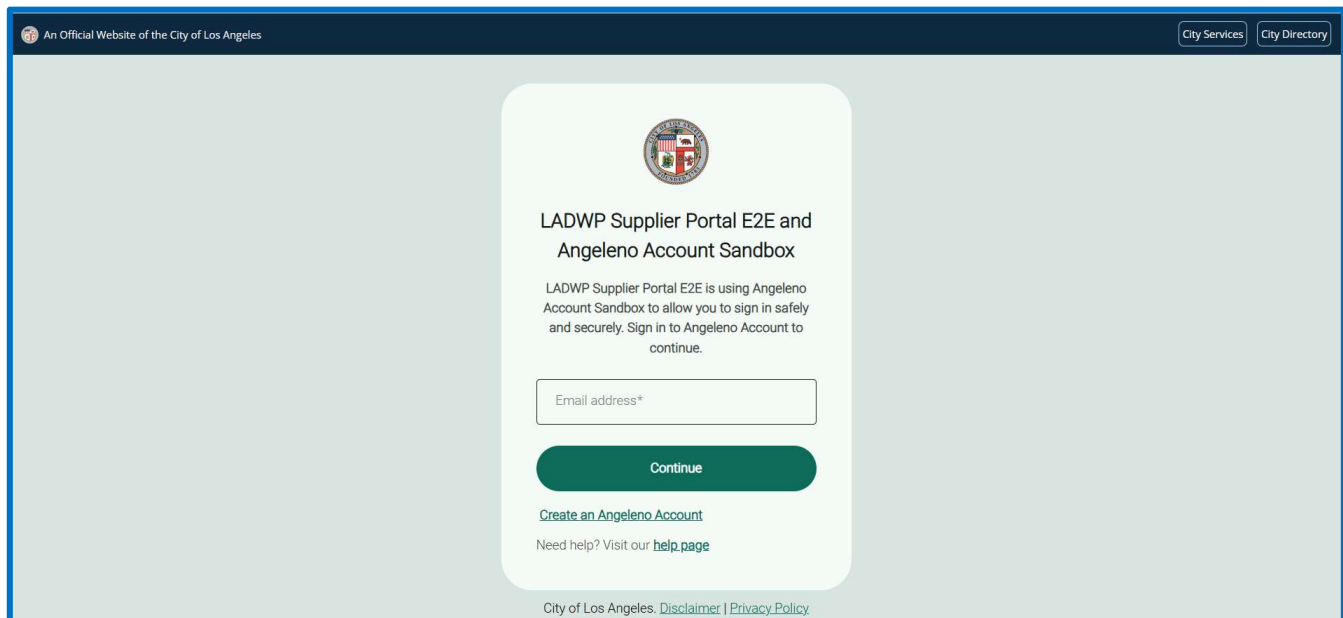 An Official Website of the City of Los Angeles
City Services
City Directory
LADWP Supplier Portal E2E and
Angeleno Account Sandbox
LADWP Supplier Portal E2E is using Angeleno
Account Sandbox to allow you to sign in safely
and securely. Sign in to Angeleno Account to
continue.
Email address*
Continue
Create an Angeleno Account
Need help? Visit our help page
City of Los Angeles. Disclaimer | Privacy Policy